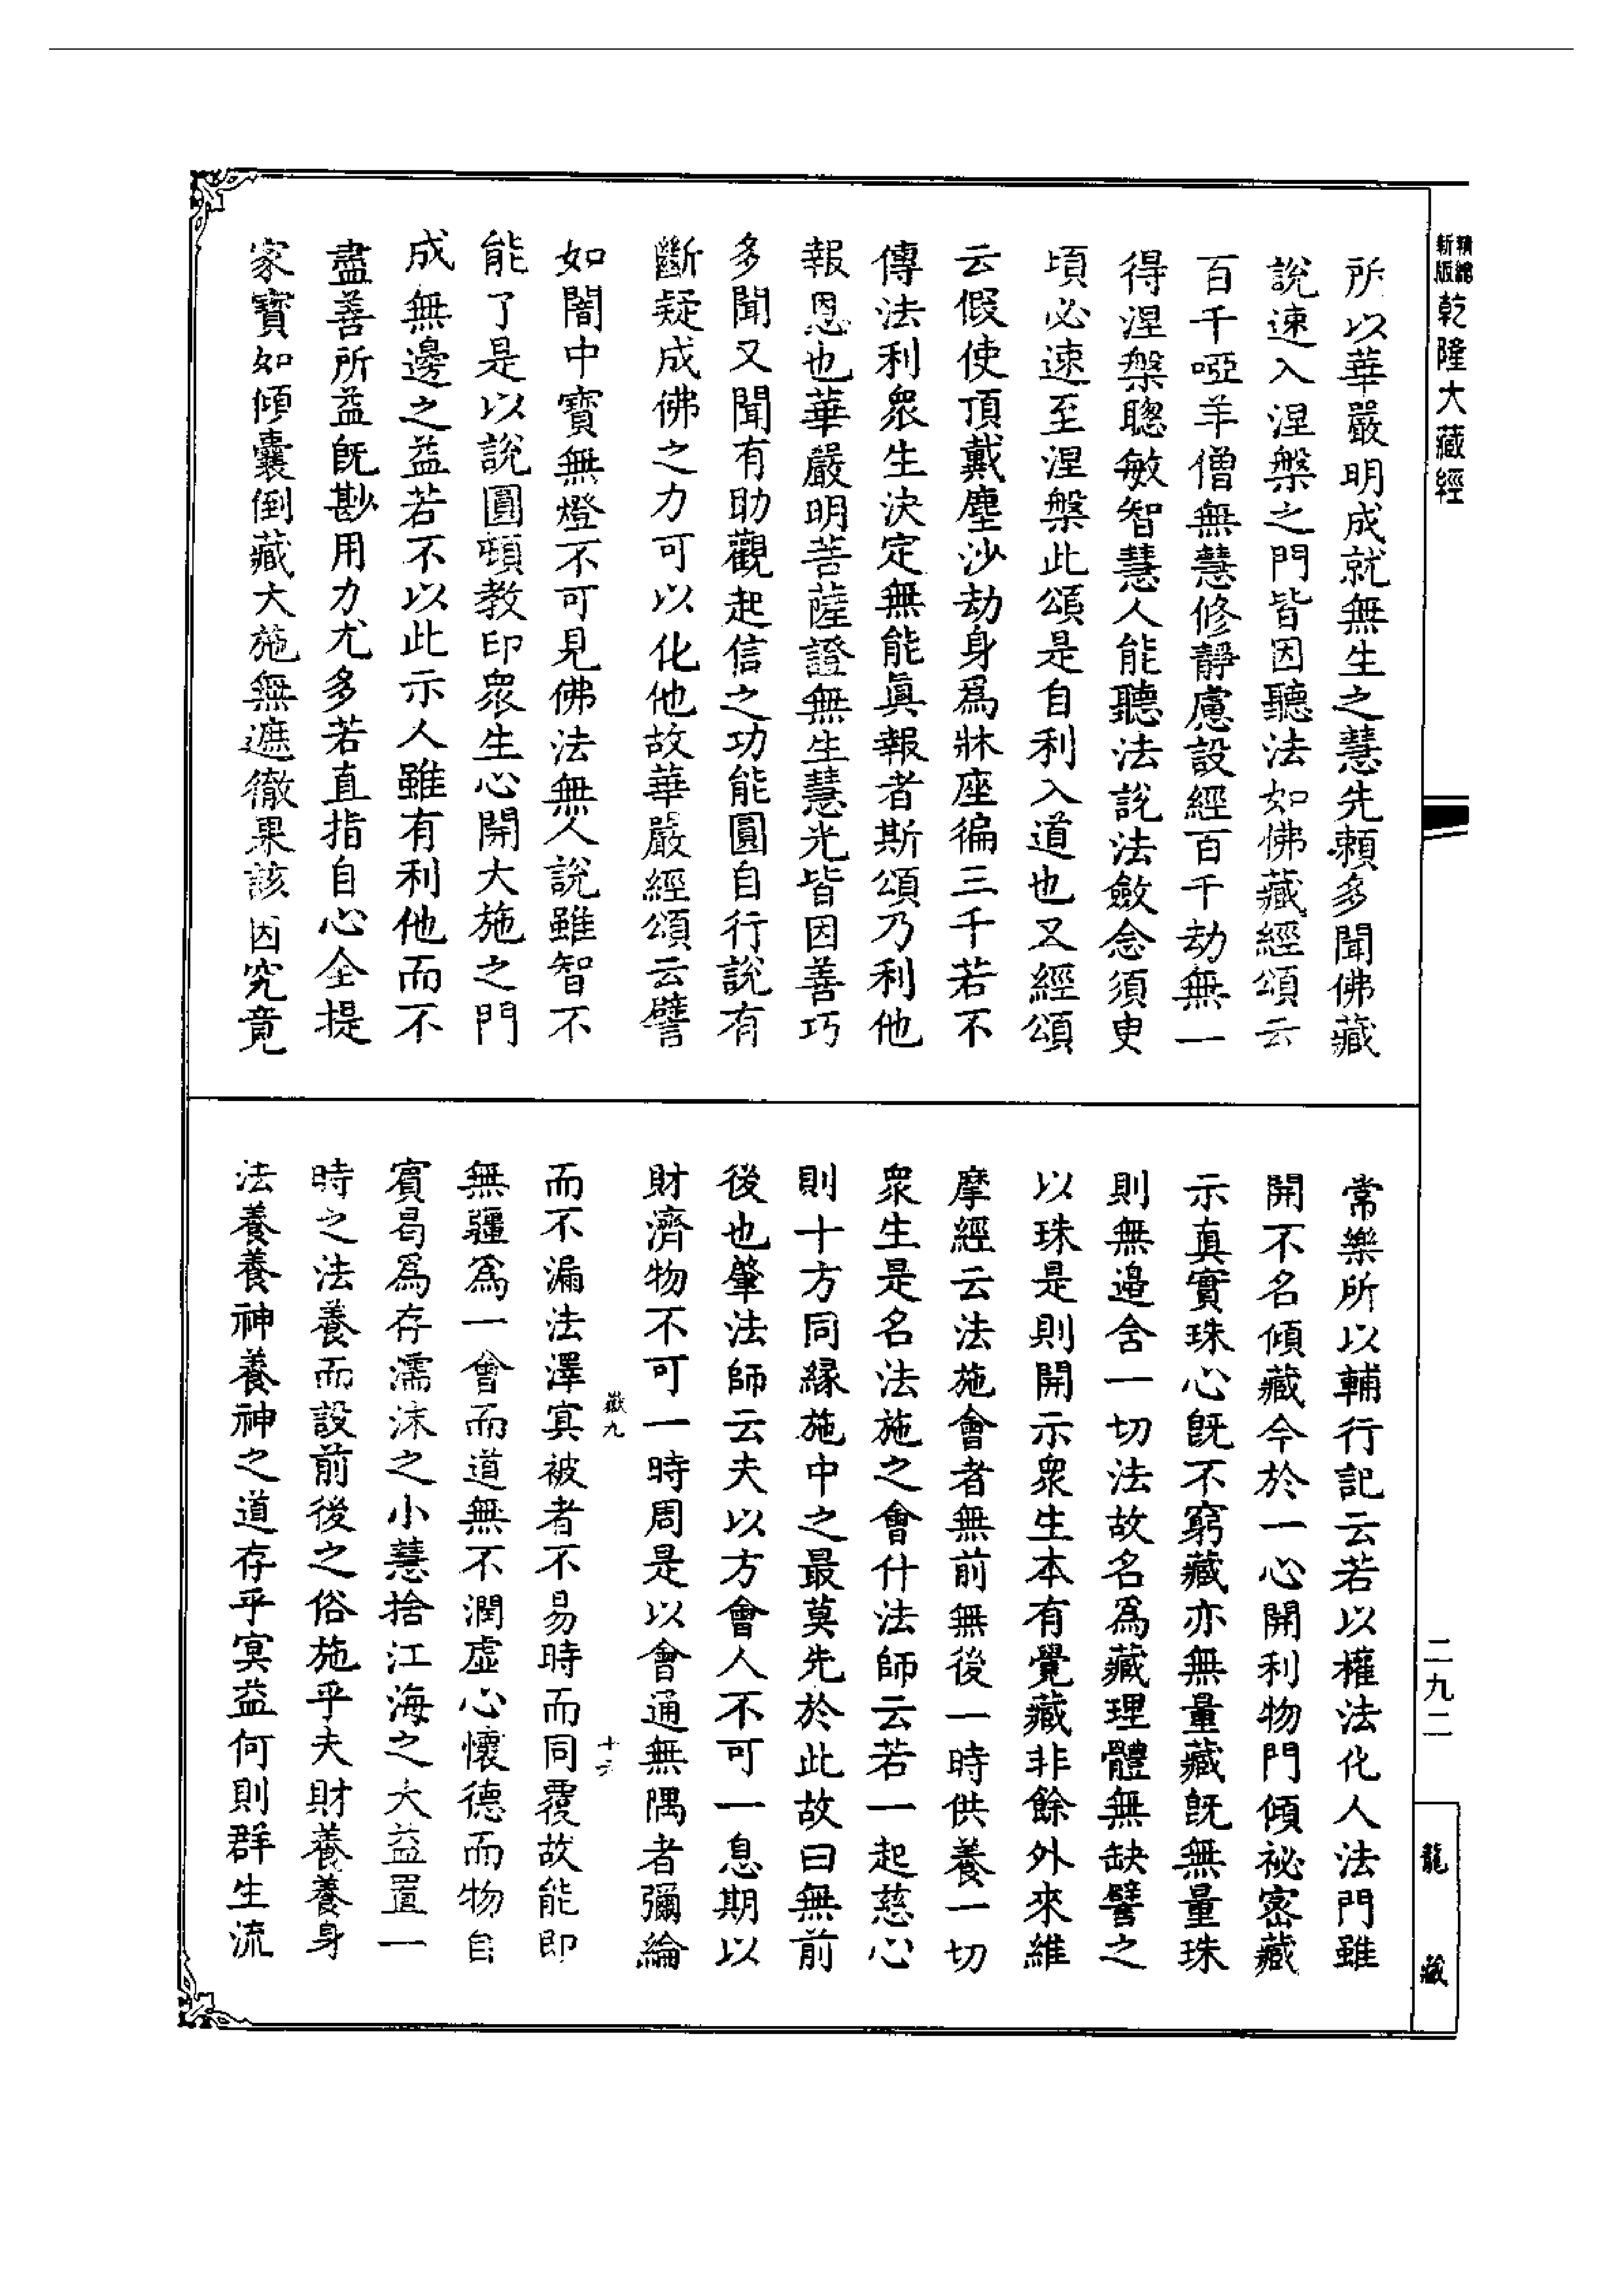 精編
新版
乾隆大藏經
所以華嚴明成就無生之慧先賴多聞佛藏
說速入涅槃之門皆因聽法如佛藏經頌云
百千啞羊僧無慧修靜慮設經百千劫無一
得涅槃聰敏智慧人能聽法說法斂念須臾
頃必速至涅槃此頌是自利入道也又經頌
云假使頂戴塵沙劫身爲牀座徧三千若不
傳法利衆生決定無能眞報者斯頌乃利他
報恩也華嚴明菩薩證無生慧光皆因善巧
多聞又聞有助觀起信之功能圓自行說有
斷疑成佛之力可以化他故華嚴經頌云譬
如闇中寶無燈不可見佛法無人說雖智不
能了是以說圓頓教印衆生心開大施之門
成無邊之益若不以此示人雖有利他而不
盡善所益旣尠用力尤多若直指自心全提
家寶如傾囊倒藏大施無遮徹果該因究竟
常樂所以輔行記云若以權法化人法門雖
開不名傾藏今於一心開利物門傾祕密藏
示真實珠心旣不窮藏亦無量藏旣無量珠
則無邊含一切法故名爲藏理體無缺譬之
以珠是則開示衆生本有覺藏非餘外來維
摩經云法施會者無前無後一時供養一切
衆生是名法施之會什法師云若一起慈心
則十方同緣施中之最莫先於此故曰無前
後也肇法師云夫以方會人不可一息期以
財濟物不可一時周是以會通無隅者彌綸
嶽九
十六
而不漏法澤冥被者不易時而同覆故能即
無疆爲一會而道無不潤虛心懷德而物自
賓曷爲存濡沫之小慧捨江海之大益置一
時之法養而設前後之俗施乎夫財養養身
法養養神養神之道存乎冥益何則群生流
二九二
龍藏